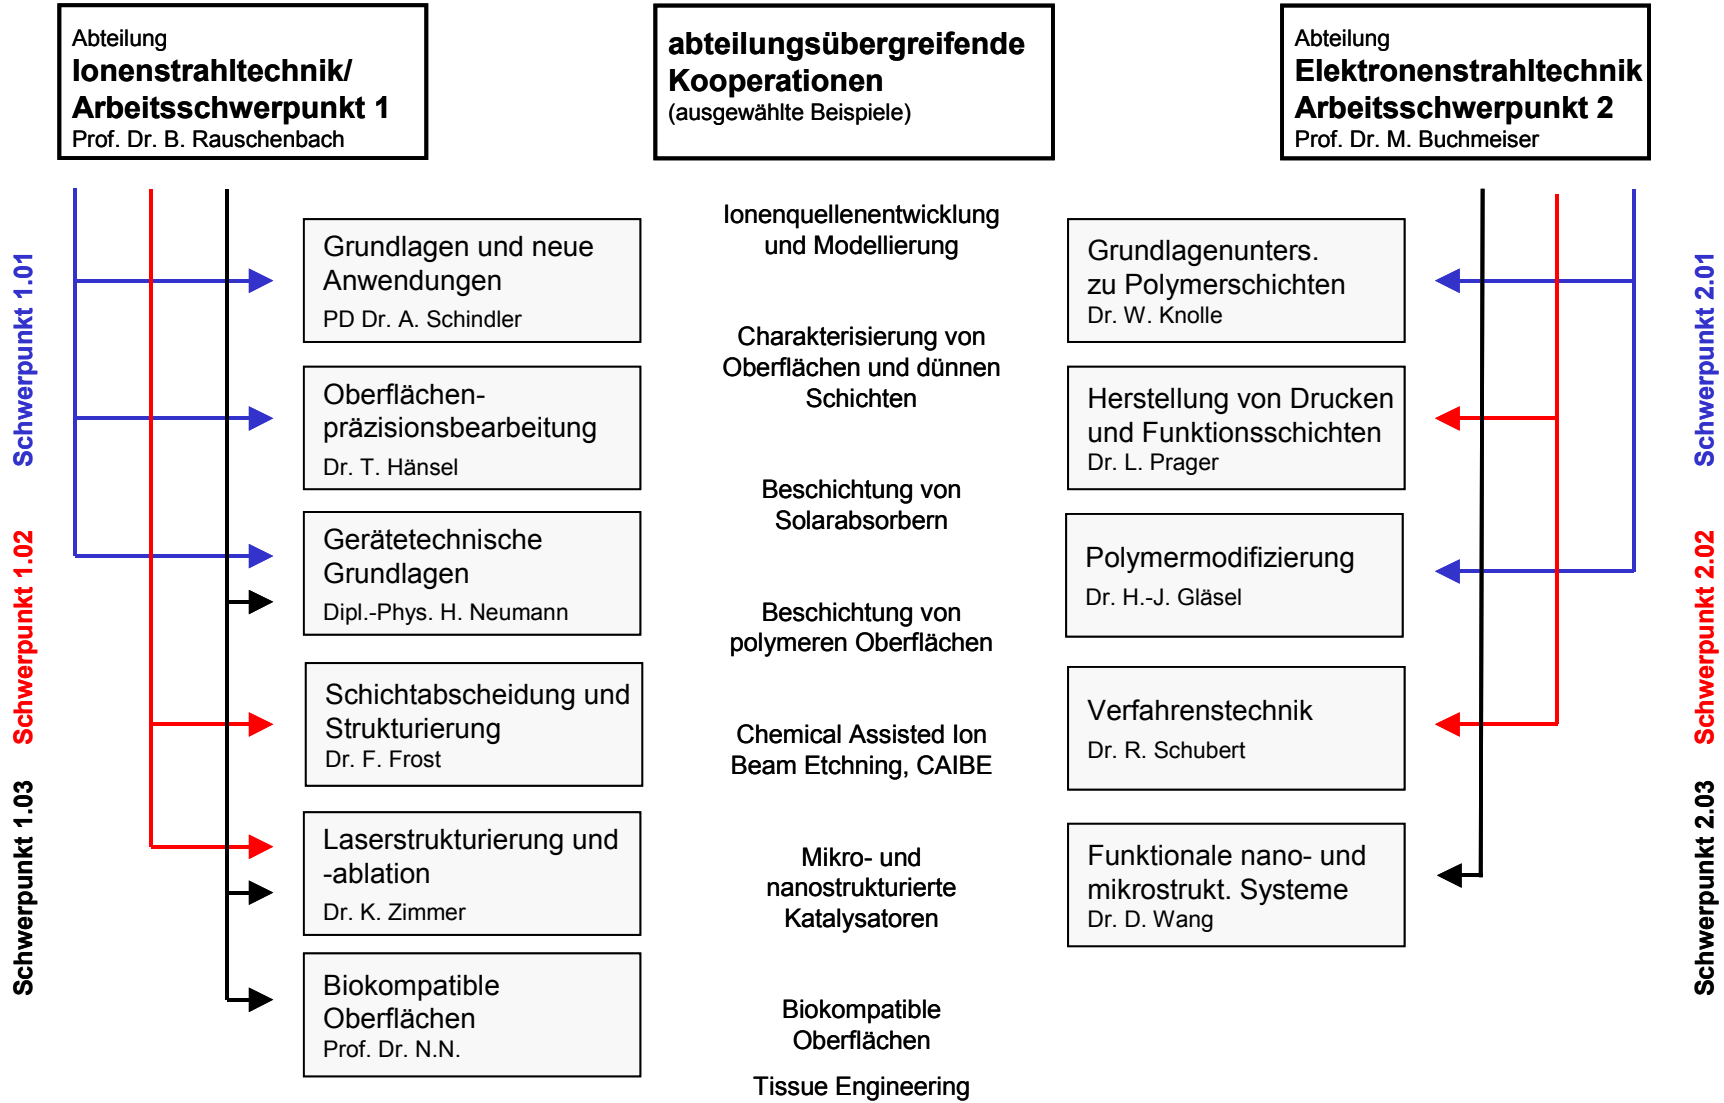 Abteilung
Ionenstrahltechnik/
Arbeitsschwerpunkt 1
Prof. Dr. B. Rauschenbach
abteilungsübergreifende
Kooperationen
(ausgewählte Beispiele)
Abteilung
Elektronenstrahltechnik
Arbeitsschwerpunkt 2
Prof. Dr. M. Buchmeiser
Schwerpunkt 1.01
Schwerpunkt 1.02
Schwerpunkt 1.03
Grundlagen und neue
Anwendungen
PD Dr. A. Schindler
Oberflächen-
präzisionsbearbeitung
Dr. T. Hänsel
Gerätetechnische
Grundlagen
Dipl.-Phys. H. Neumann
Schichtabscheidung und
Strukturierung
Dr. F. Frost
Laserstrukturierung und
-ablation
Dr. K. Zimmer
Biokompatible
Oberflächen
Prof. Dr. N.N.
Ionenquellenentwicklung
und Modellierung
Charakterisierung von
Oberflächen und dünnen
Schichten
Beschichtung von
Solarabsorbern
Beschichtung von
polymeren Oberflächen
Chemical Assisted Ion
Beam Etchning, CAIBE
Mikro- und
nanostrukturierte
Katalysatoren
Biokompatible
Oberflächen
Tissue Engineering
Grundlagenunters.
zu Polymerschichten
Dr. W. Knolle
Herstellung von Drucken
und Funktionsschichten
Dr. L. Prager
Polymermodifizierung
Dr. H.-J. Gläsel
Verfahrenstechnik
Dr. R. Schubert
Funktionale nano- und
mikrostrukt. Systeme
Dr. D. Wang
Schwerpunkt 2.01
Schwerpunkt 2.02
Schwerpunkt 2.03